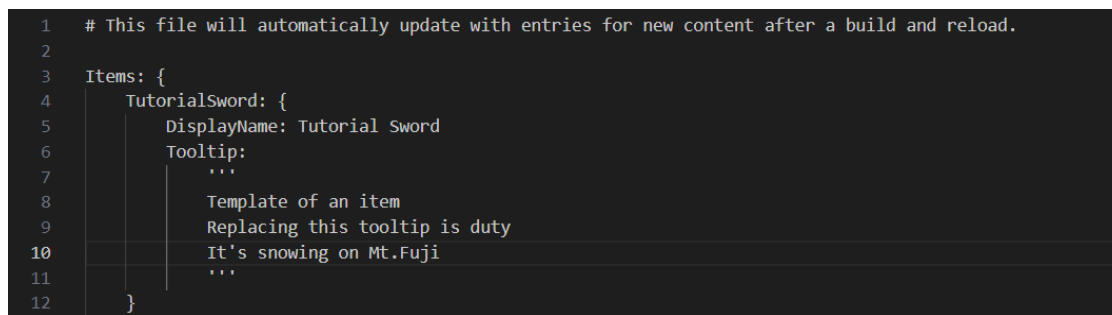 1 # This file will automatically update with entries for new content after a build and reload.
2
3 Items: {
4 TutorialSword: {
5 DisplayName: Tutorial Sword
6 Tooltip:
7 '''
8 Template of an item
9 Replacing this tooltip is duty
10 It's snowing on Mt.Fuji
11 '''
12 }